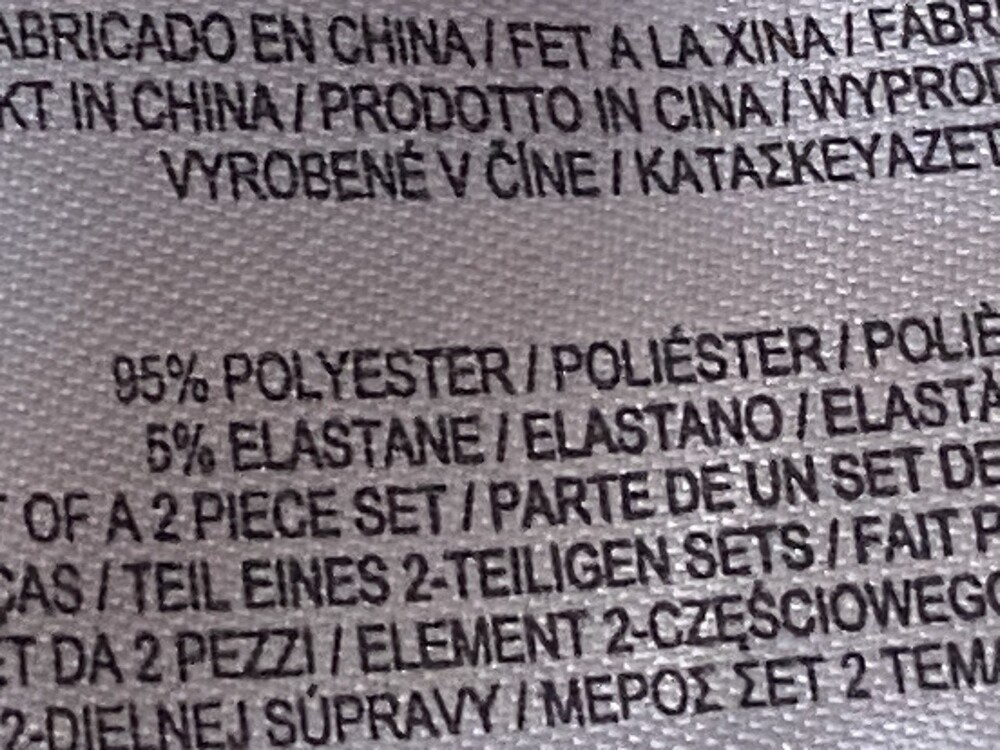 ABRICADO EN CHINA / FET A LA XINA / FABR
KT IN CHINA / PRODOTTO IN CINA / WYPROD
VYROBENÉ V ČÍNE / ΚΑΤΑΣΚΕΥΑΖΕΤ
95% POLYESTER / POLIÉSTER / POLIÈ
5% ELASTANE / ELASTANO / ELASTÀ
OF A 2 PIECE SET / PARTE DE UN SET DE
ÇAS / TEIL EINES 2-TEILIGEN SETS / FAIT P
ET DA 2 PEZZI / ELEMENT 2-CZĘŚCIOWEGO
2-DIELNEJ SÚPRAVY / ΜΕΡΟΣ ΣΕΤ 2 ΤΕΜΑ